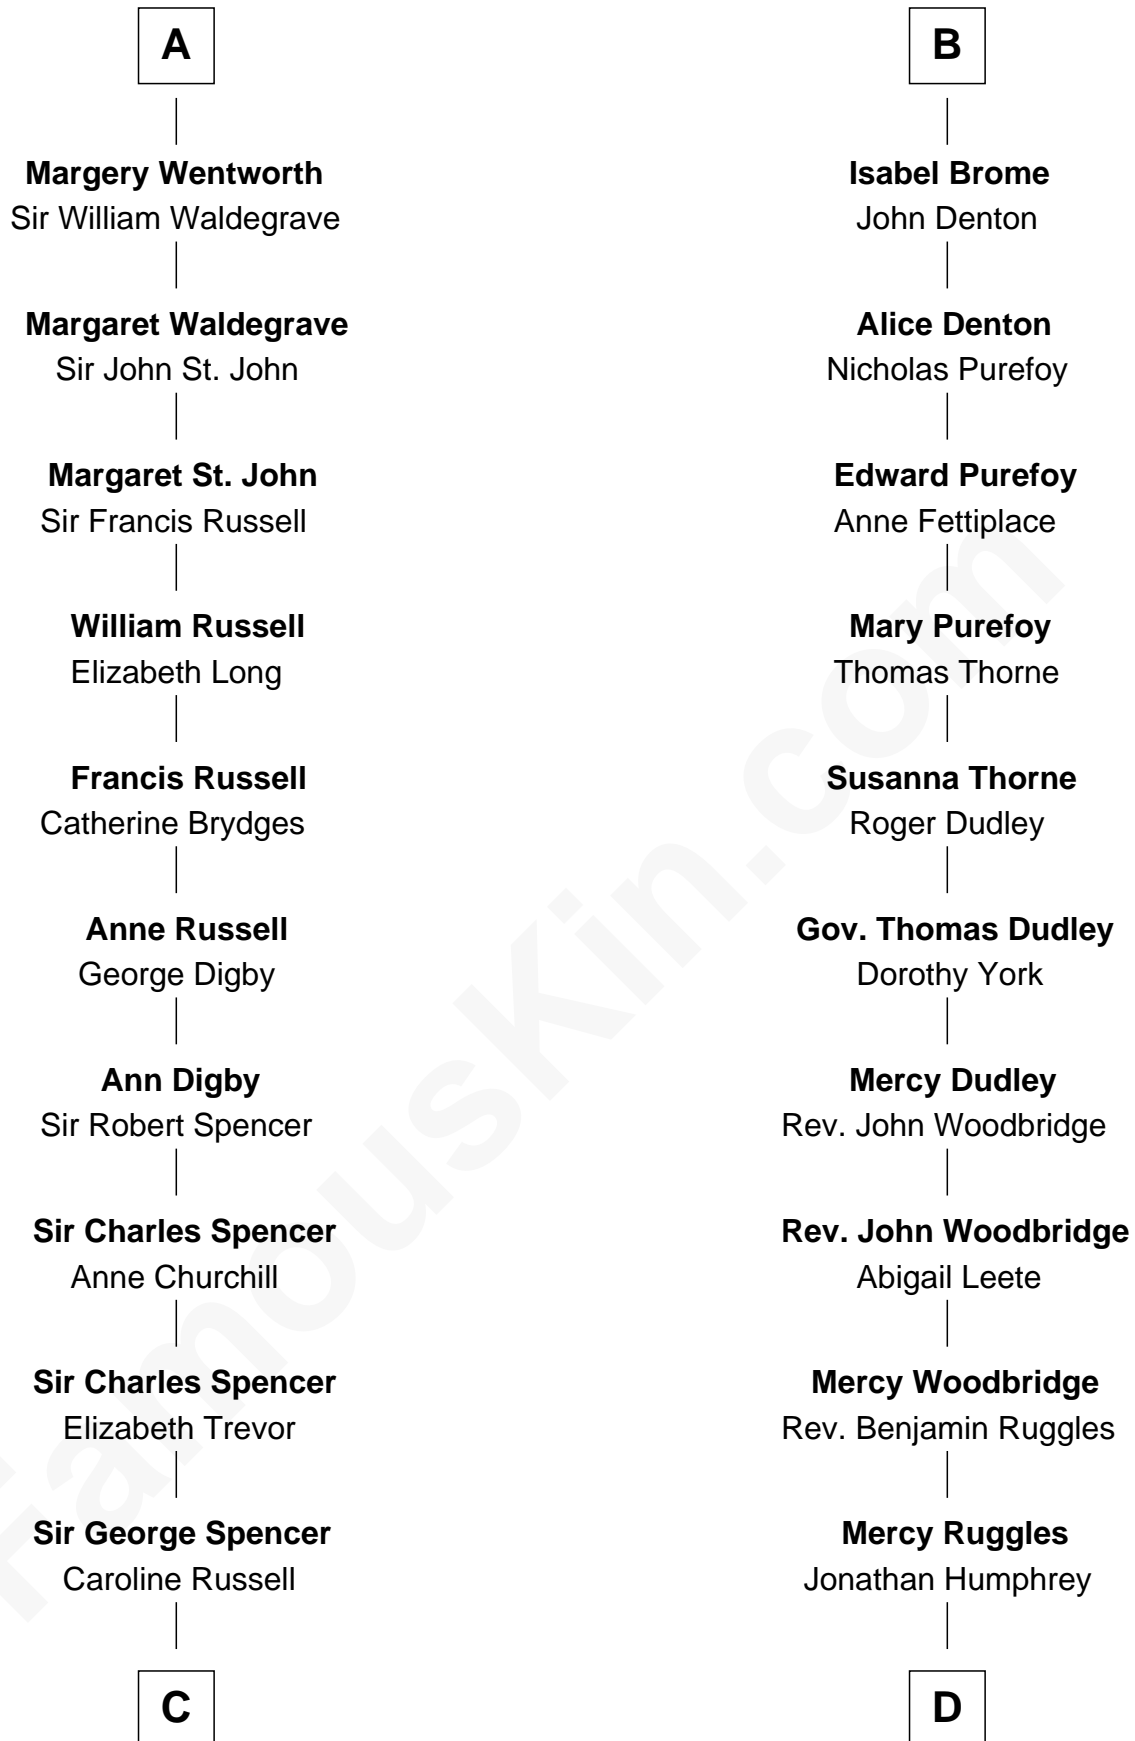 A
Margery Wentworth
Sir William Waldegrave
Margaret Waldegrave
Sir John St. John
Margaret St. John
Sir Francis Russell
William Russell
Elizabeth Long
Francis Russell
Catherine Brydges
Anne Russell
George Digby
Ann Digby
Sir Robert Spencer
Sir Charles Spencer
Anne Churchill
Sir Charles Spencer
Elizabeth Trevor
Sir George Spencer
Caroline Russell
C
B
Isabel Brome
John Denton
Alice Denton
Nicholas Purefoy
Edward Purefoy
Anne Fettiplace
Mary Purefoy
Thomas Thorne
Susanna Thorne
Roger Dudley
Gov. Thomas Dudley
Dorothy York
Mercy Dudley
Rev. John Woodbridge
Rev. John Woodbridge
Abigail Leete
Mercy Woodbridge
Rev. Benjamin Ruggles
Mercy Ruggles
Jonathan Humphrey
D
FamousKin.com